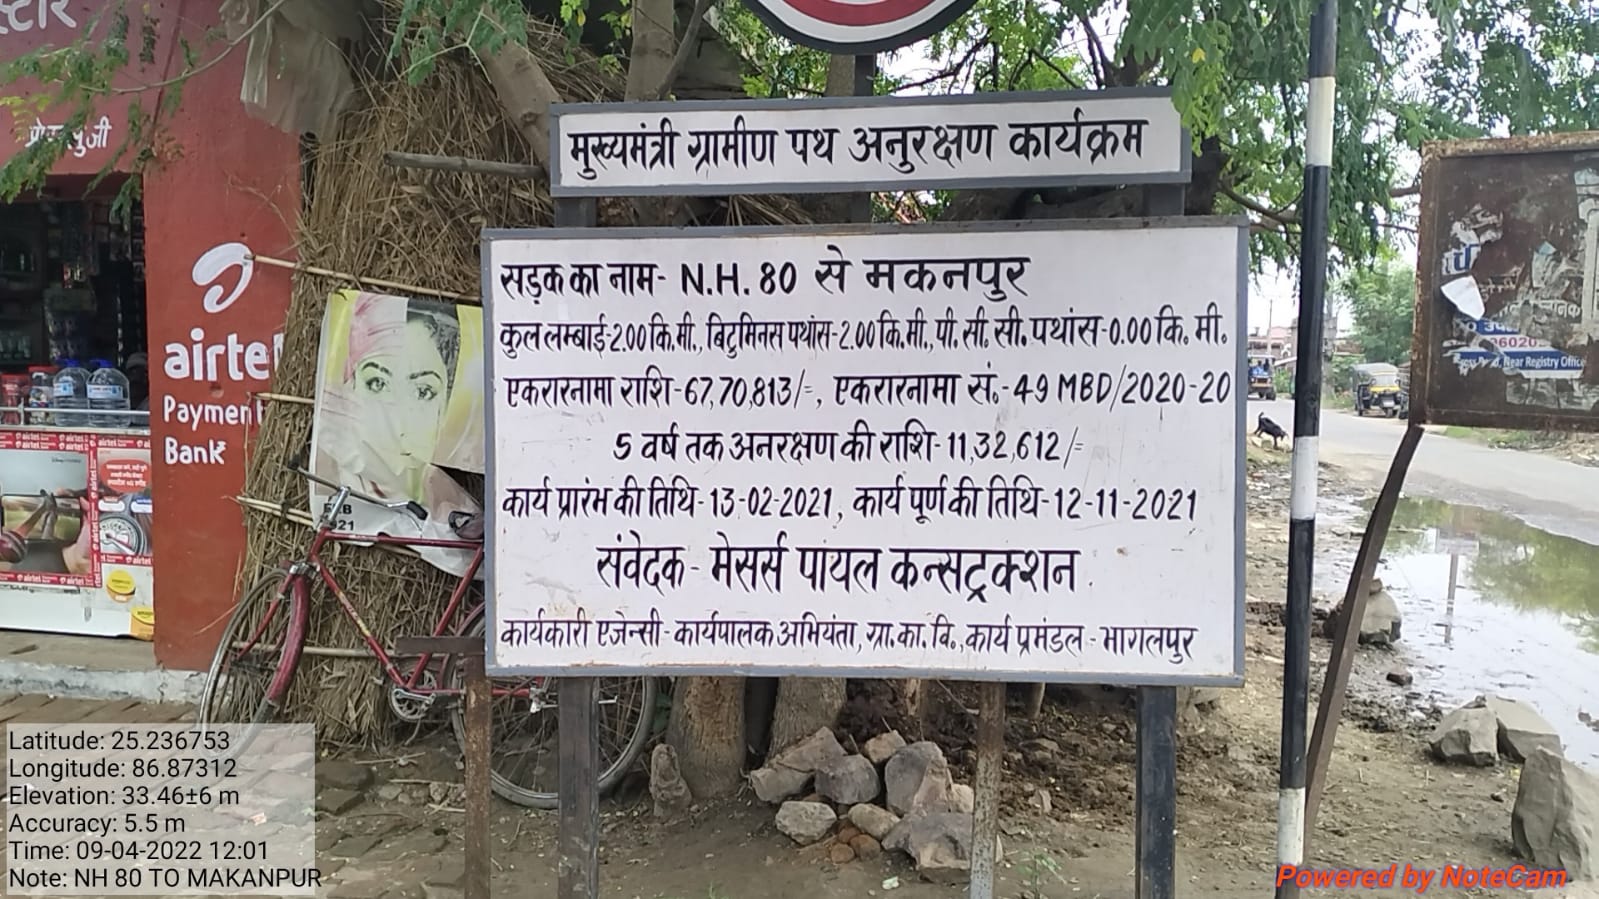 स्टोर
मुख्यमंत्री ग्रामीण पथ अनुरक्षण कार्यक्रम
सड़क का नाम- N.H. 80 से मकनपुर
कुल लम्बाई-2.00 कि.मी., बिटुमिनस पथांस-2.00 कि.मी., पी. सी. सी. पथांस-0.00 कि. मी.
एकरारनामा राशि-67,70,813/-, एकरारनामा सं.-49 MBD/2020-20
5 वर्ष तक अनरक्षण की राशि-11,32,612/-
कार्य प्रारंभ की तिथि-13-02-2021, कार्य पूर्ण की तिथि-12-11-2021
संवेदक- मेसर्स पायल कन्सट्रक्शन.
कार्यकारी एजेन्सी- कार्यपालक अभियंता, ग्रा. का. वि., कार्य प्रमंडल - भागलपुर
airtel
Payment
Bank
Near Registry Office
Latitude: 25.236753
Longitude: 86.87312
Elevation: 33.46±6 m
Accuracy: 5.5 m
Time: 09-04-2022 12:01
Note: NH 80 TO MAKANPUR
Powered by NoteCam